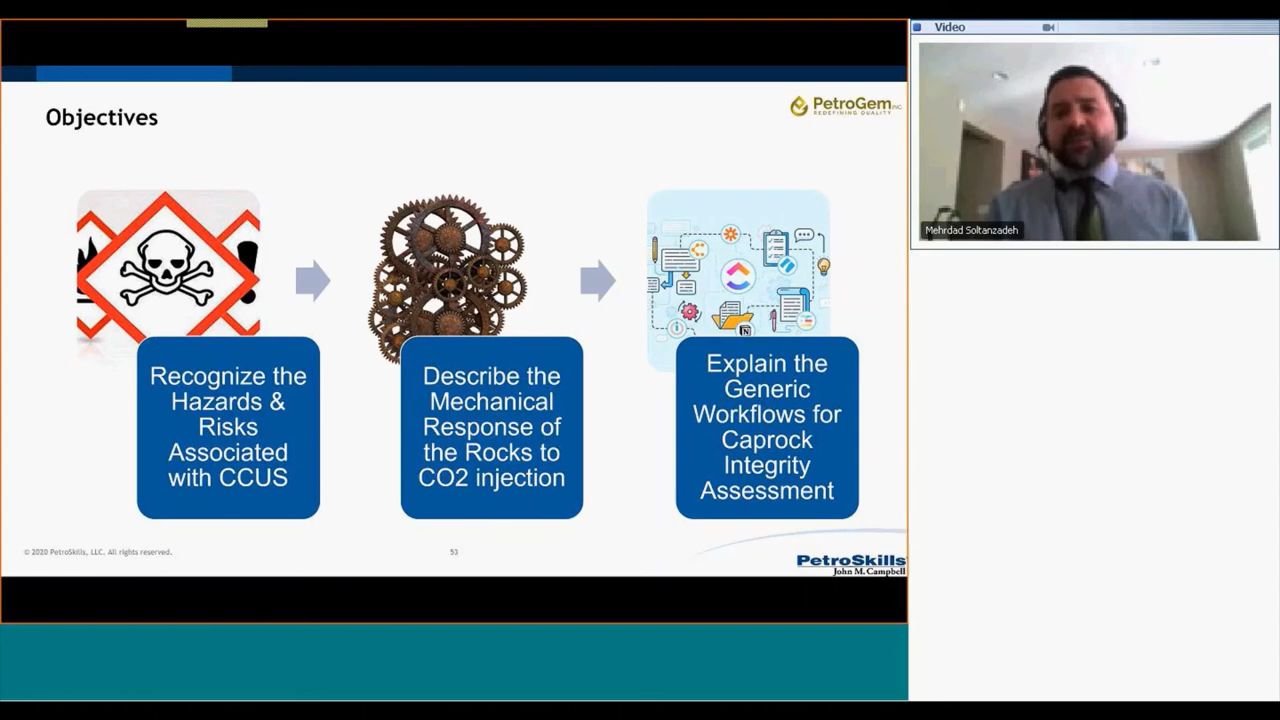 Video
Objectives
PetroGem INC
REDEFINING QUALITY
Mehrdad Soltanzadeh
Recognize the
Hazards &
Risks
Associated
with CCUS
Describe the
Mechanical
Response of
the Rocks to
CO2 injection
Explain the
Generic
Workflows for
Caprock
Integrity
Assessment
© 2020 PetroSkills, LLC. All rights reserved.
53
PetroSkills
John M. Campbell